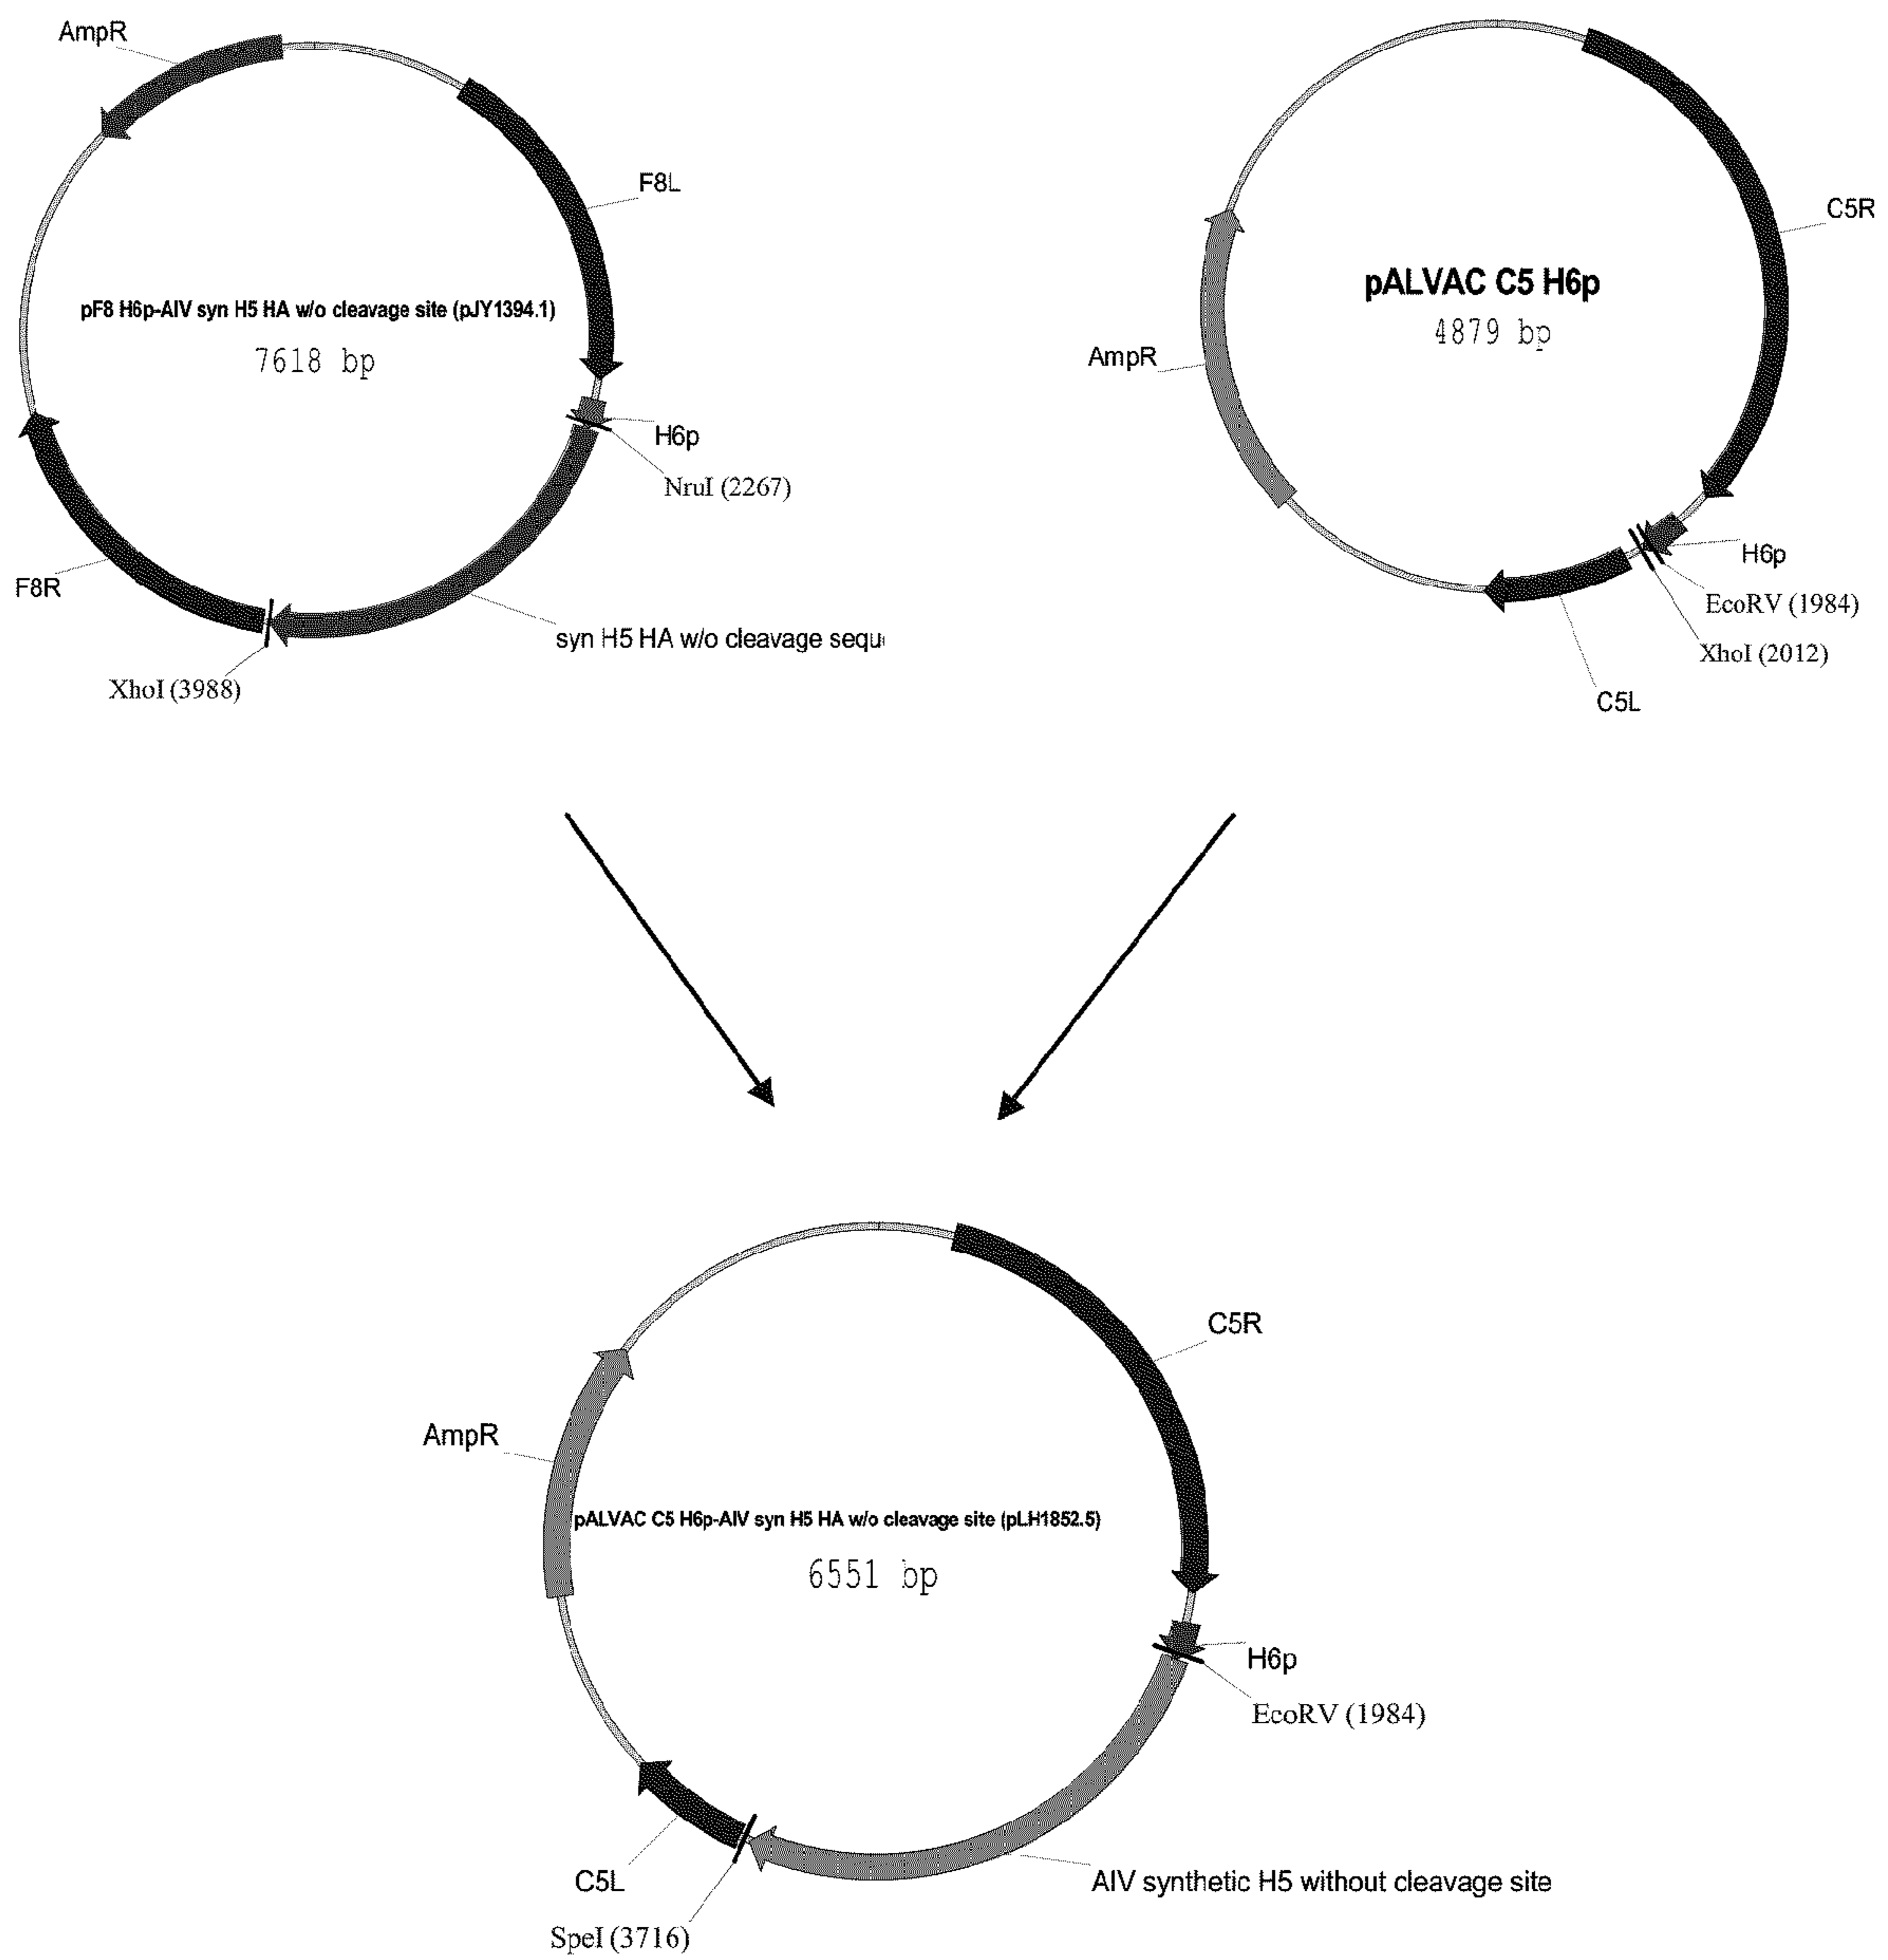 AmpR
F8L
pF8 H6p-AIV syn H5 HA w/o cleavage site (pJY1394.1)
7618 bp
H6p
NruI (2267)
F8R
syn H5 HA w/o cleavage sequ
XhoI (3988)
C5R
pALVAC C5 H6p
4879 bp
AmpR
H6p
EcoRV (1984)
XhoI (2012)
C5L
C5R
AmpR
pALVAC C5 H6p-AIV syn H5 HA w/o cleavage site (pLH1852.5)
6551 bp
H6p
EcoRV (1984)
C5L
AIV synthetic H5 without cleavage site
SpeI (3716)